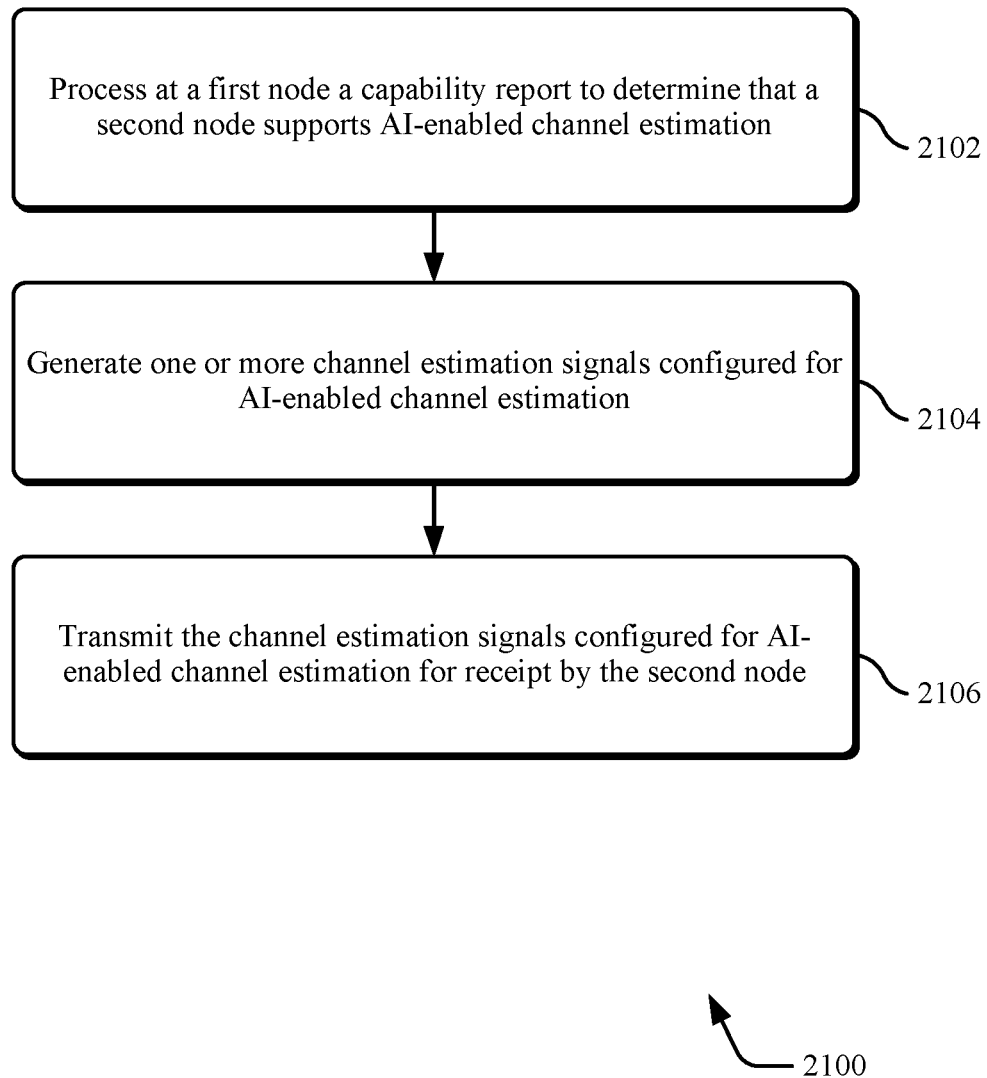 Process at a first node a capability report to determine that a
second node supports AI-enabled channel estimation
2102
Generate one or more channel estimation signals configured for
AI-enabled channel estimation
2104
Transmit the channel estimation signals configured for AI-
enabled channel estimation for receipt by the second node
2106
2100